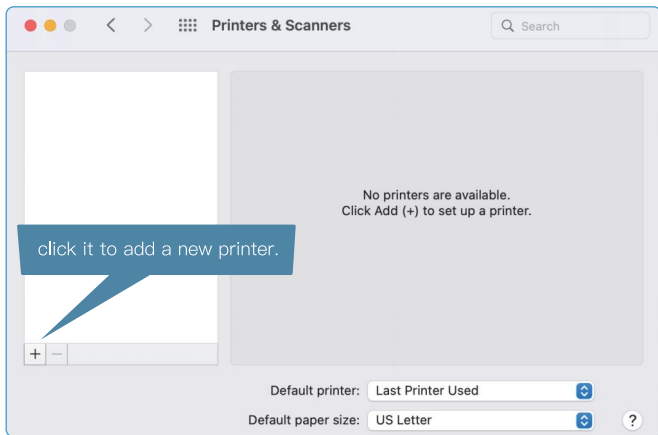 Printers & Scanners
Search
No printers are available.
Click Add (+) to set up a printer.
click it to add a new printer.
+ −
Default printer: Last Printer Used
Default paper size: US Letter
?